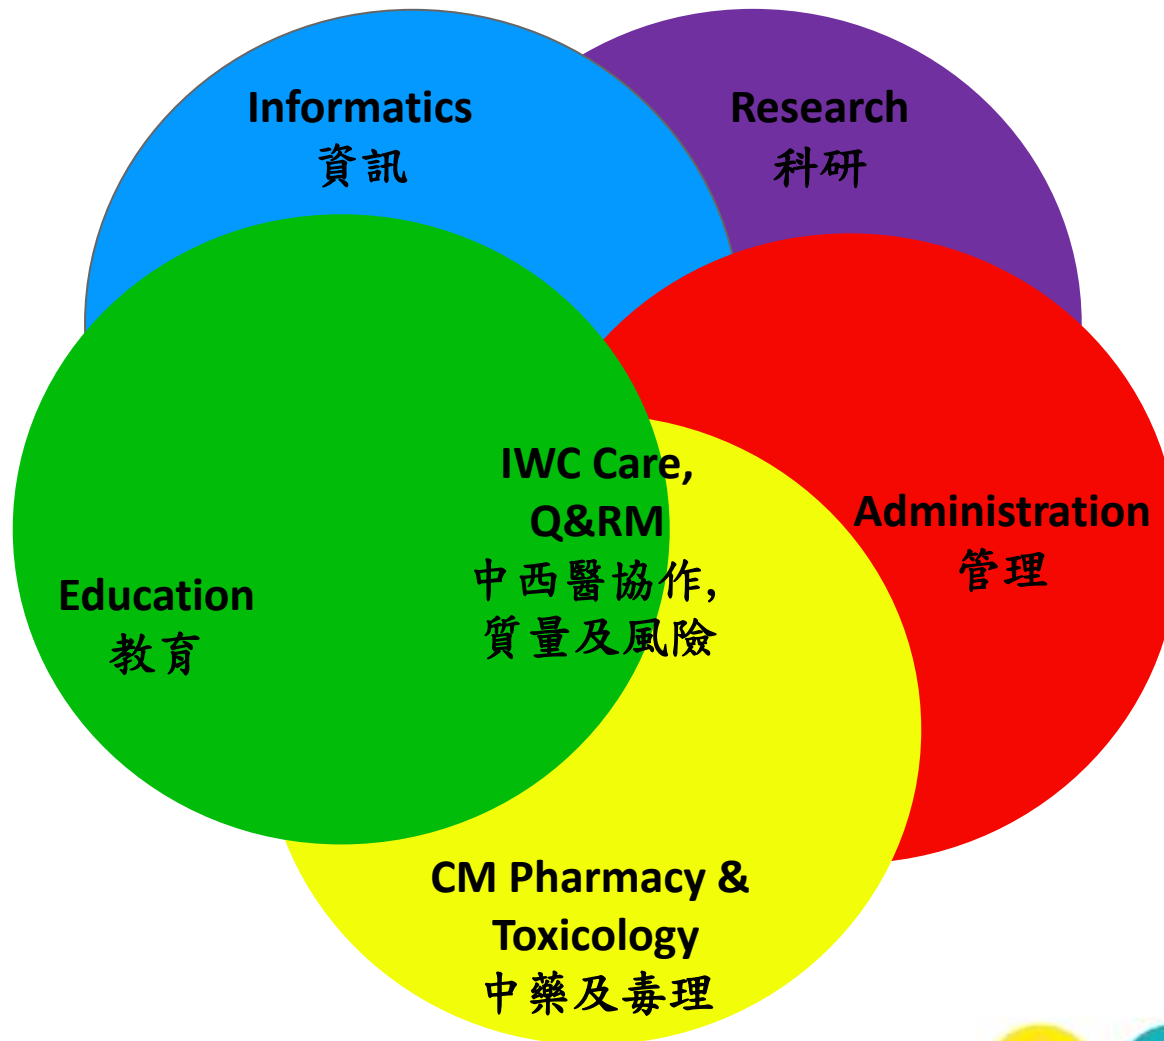 Informatics
資訊
Research
科研
IWC Care,
Q&RM
中西醫協作,
質量及風險
Administration
管理
Education
教育
CM Pharmacy &
Toxicology
中藥及毒理